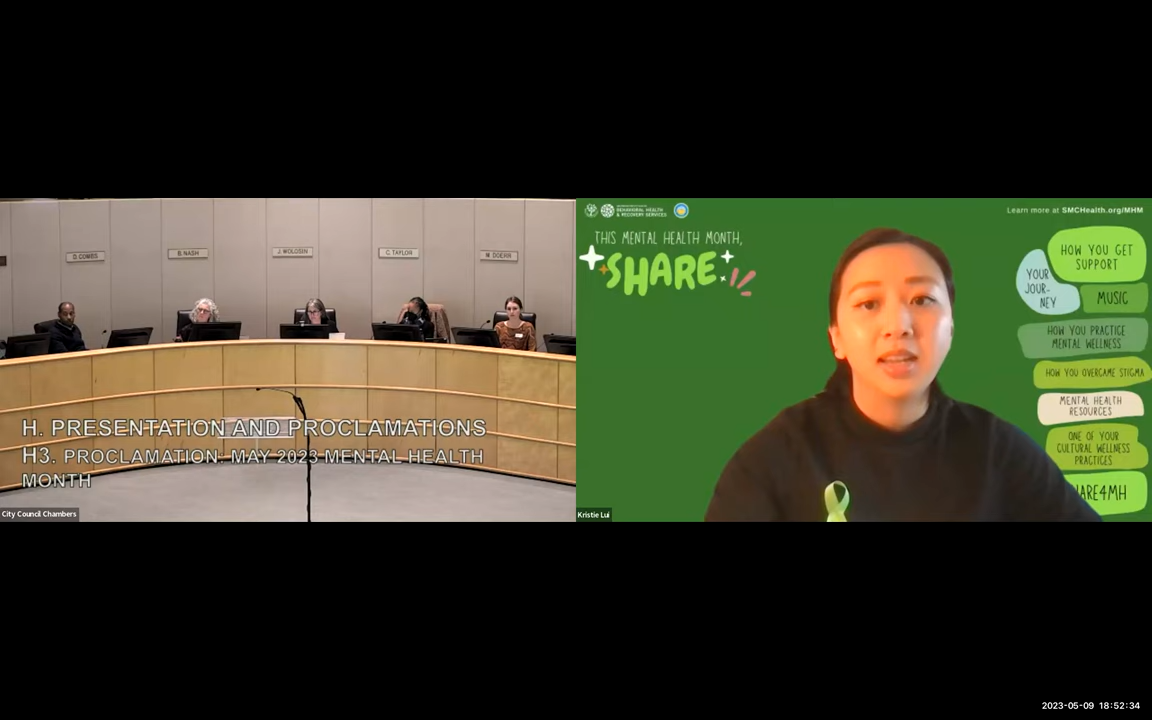 D. COMBS
B. NASH
J. WOLOSIN
C. TAYLOR
M. DOERR
H. PRESENTATION AND PROCLAMATIONS
H3. PROCLAMATION: MAY 2023 MENTAL HEALTH
MONTH
City Council Chambers
BEHAVIORAL HEALTH
& RECOVERY SERVICES
Learn more at SMCHealth.org/MHM
THIS MENTAL HEALTH MONTH,
SHARE
HOW YOU GET
SUPPORT
YOUR
JOUR-
NEY
MUSIC
HOW YOU PRACTICE
MENTAL WELLNESS
HOW YOU OVERCAME STIGMA
MENTAL HEALTH
RESOURCES
ONE OF YOUR
CULTURAL WELLNESS
PRACTICES
ARE4MH
Kristie Lui
2023-05-09 18:52:34